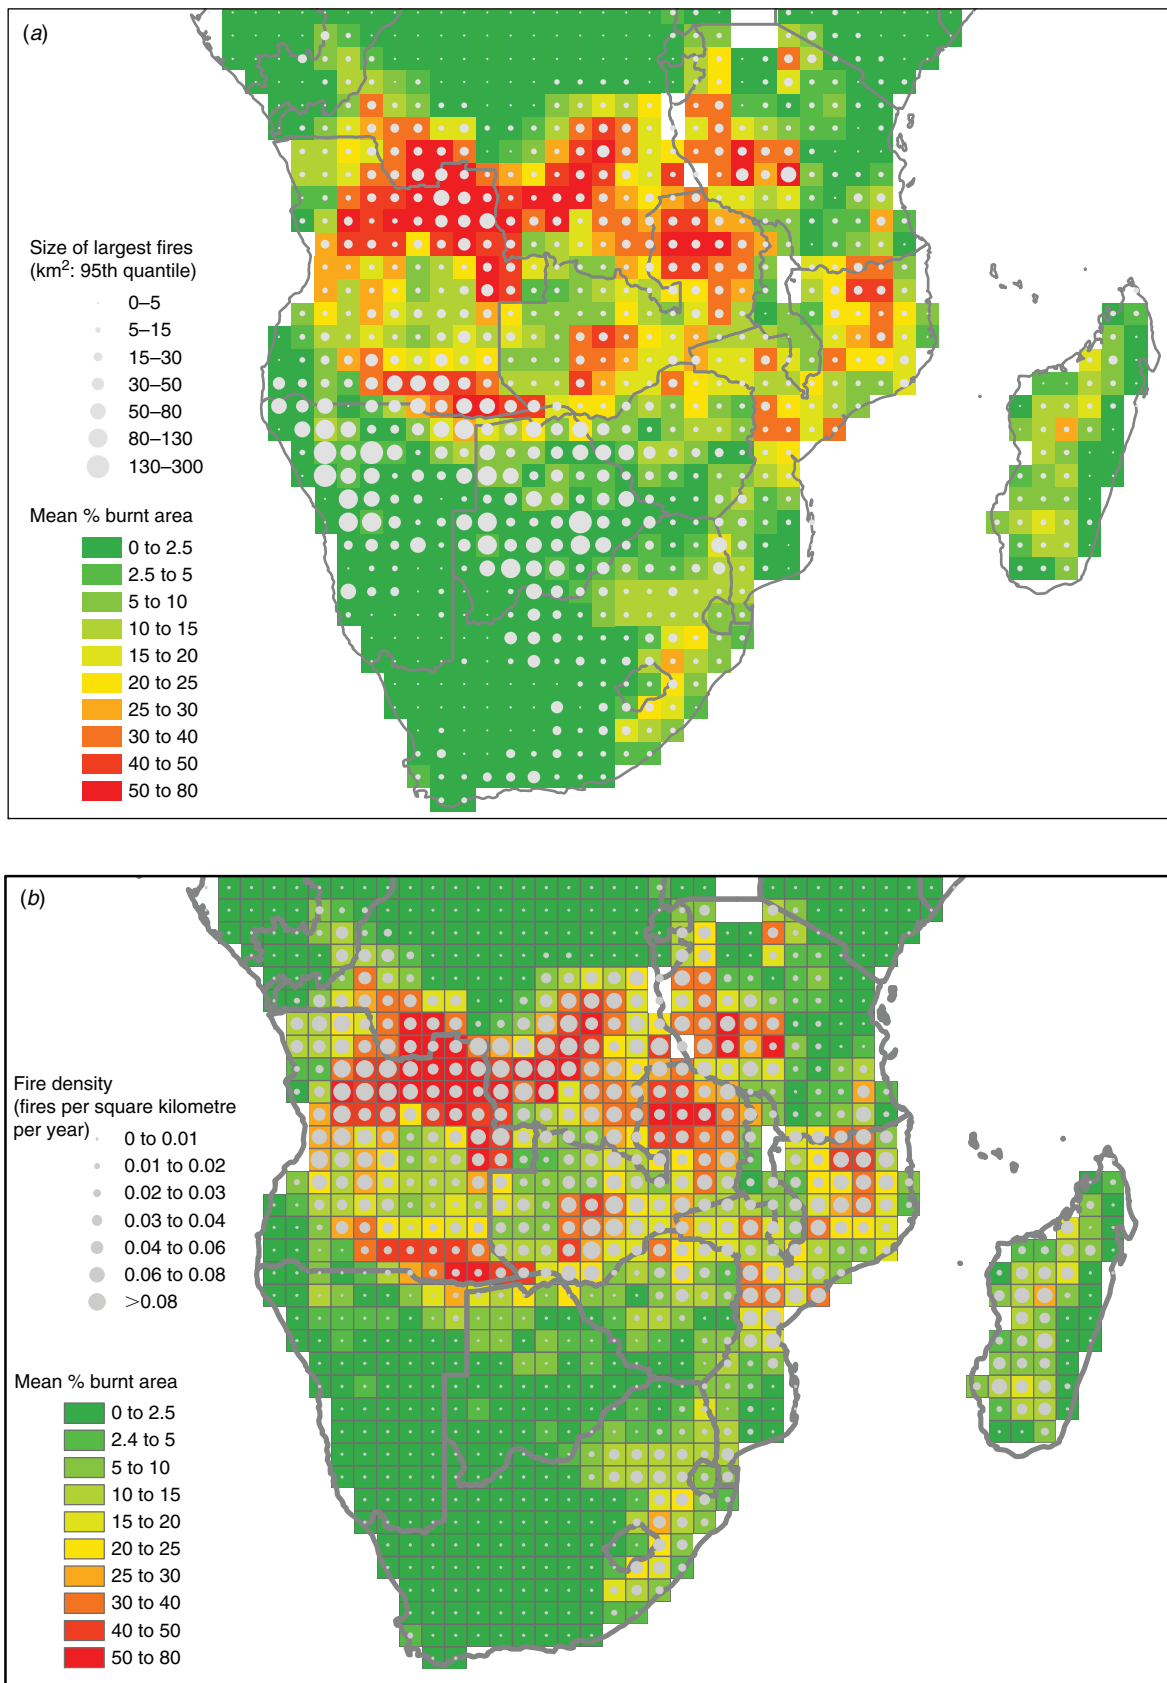 (a)
Size of largest fires
(km2: 95th quantile)
0–5
5–15
15–30
30–50
50–80
80–130
130–300
Mean % burnt area
0 to 2.5
2.5 to 5
5 to 10
10 to 15
15 to 20
20 to 25
25 to 30
30 to 40
40 to 50
50 to 80
(b)
Fire density
(fires per square kilometre
per year)
0 to 0.01
0.01 to 0.02
0.02 to 0.03
0.03 to 0.04
0.04 to 0.06
0.06 to 0.08
>0.08
Mean % burnt area
0 to 2.5
2.4 to 5
5 to 10
10 to 15
15 to 20
20 to 25
25 to 30
30 to 40
40 to 50
50 to 80